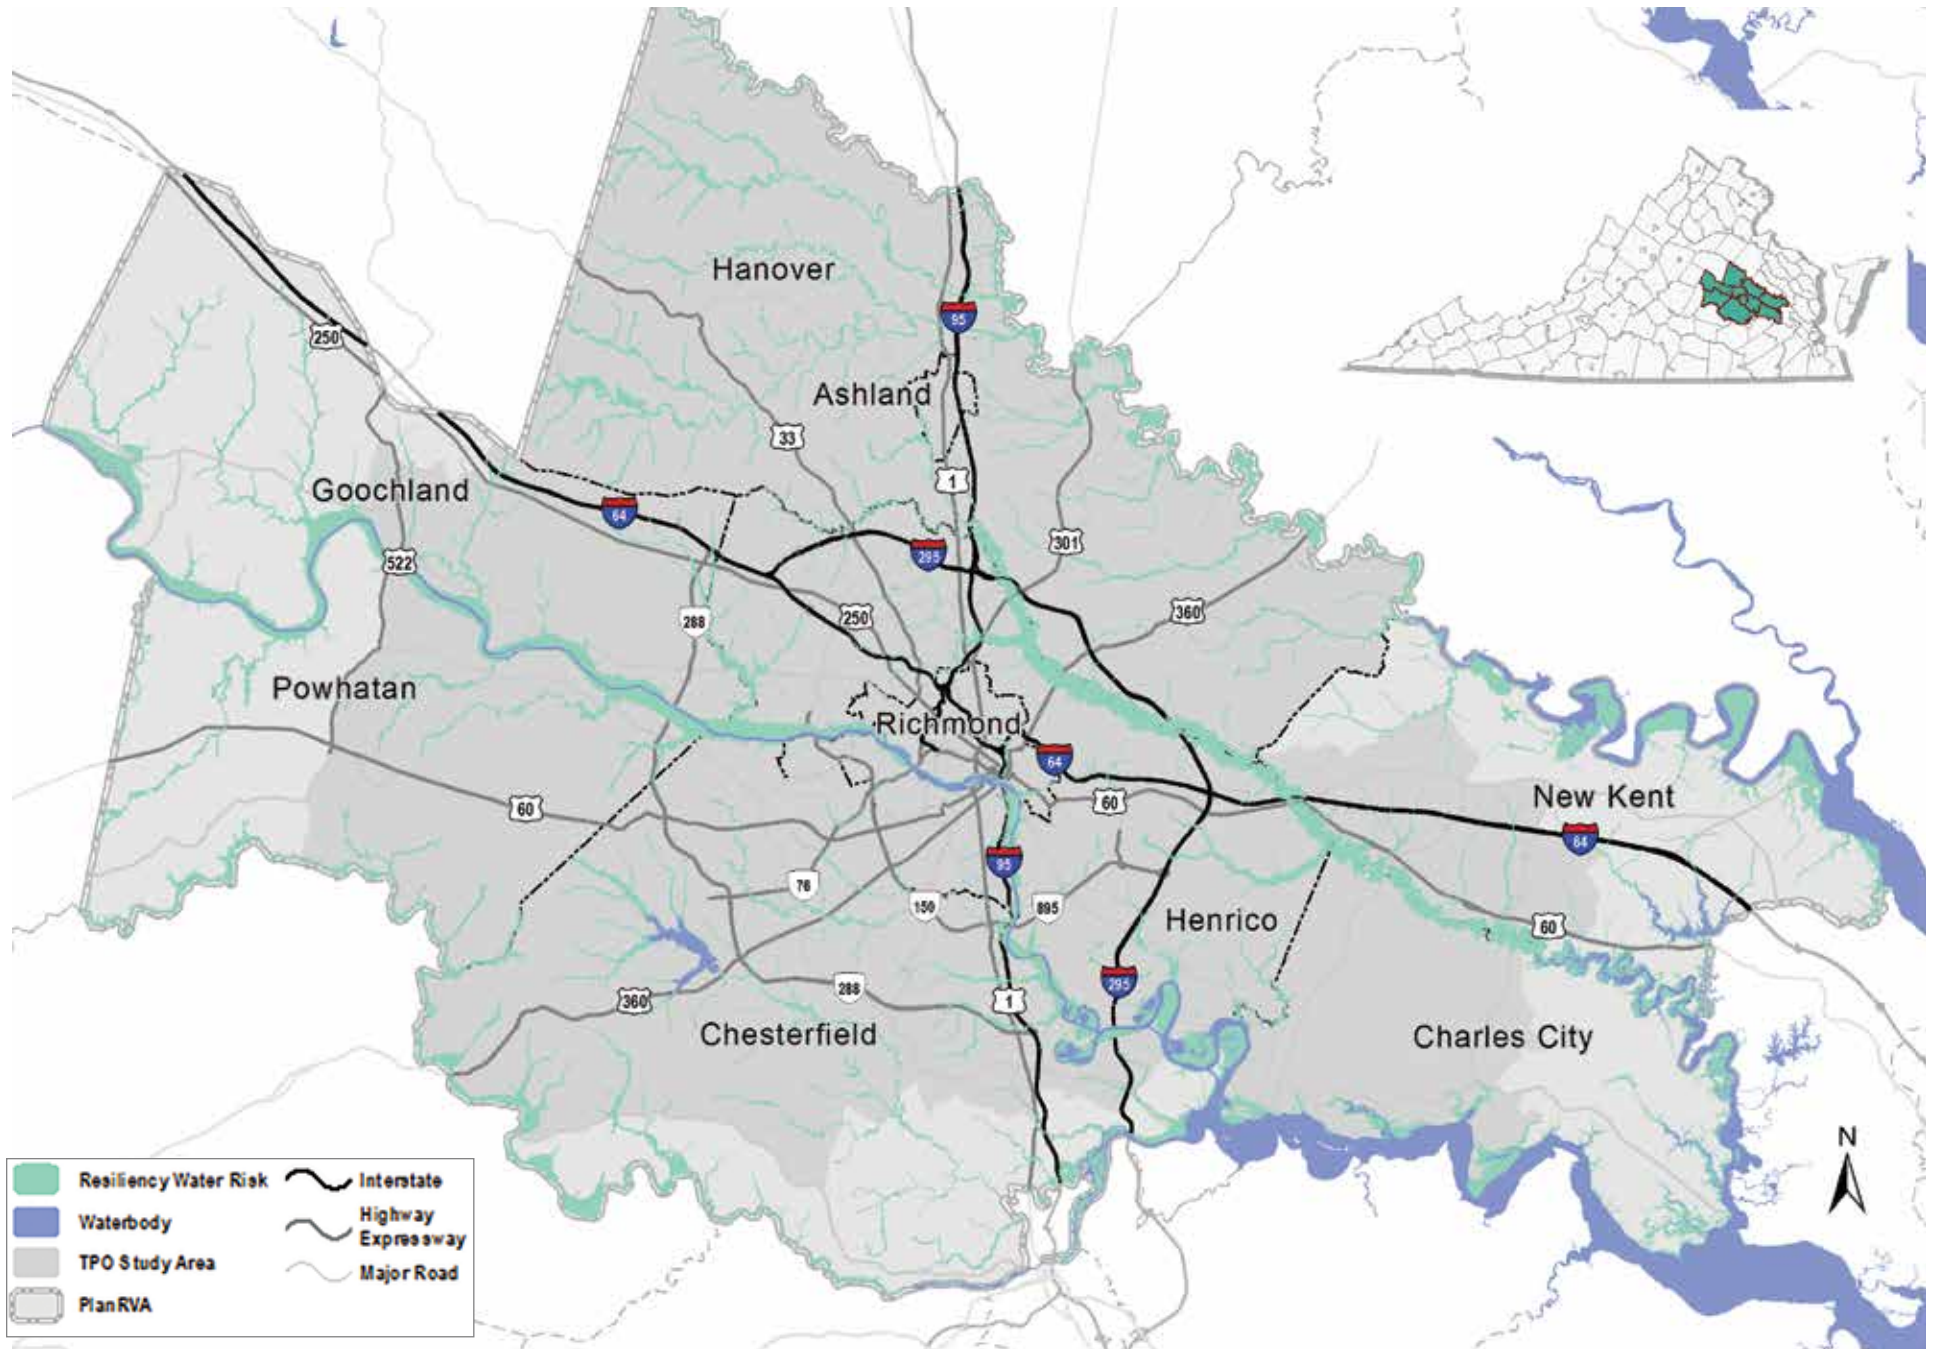 Hanover
95
250
Ashland
33
1
Goochland
64
295
301
522
288
250
360
Powhatan
Richmond
64
60
60
New Kent
64
95
76
150
895
Henrico
60
295
288
360
1
Chesterfield
Charles City
N
Resiliency Water Risk
Waterbody
TPO Study Area
PlanRVA
Interstate
Highway
Expressway
Major Road